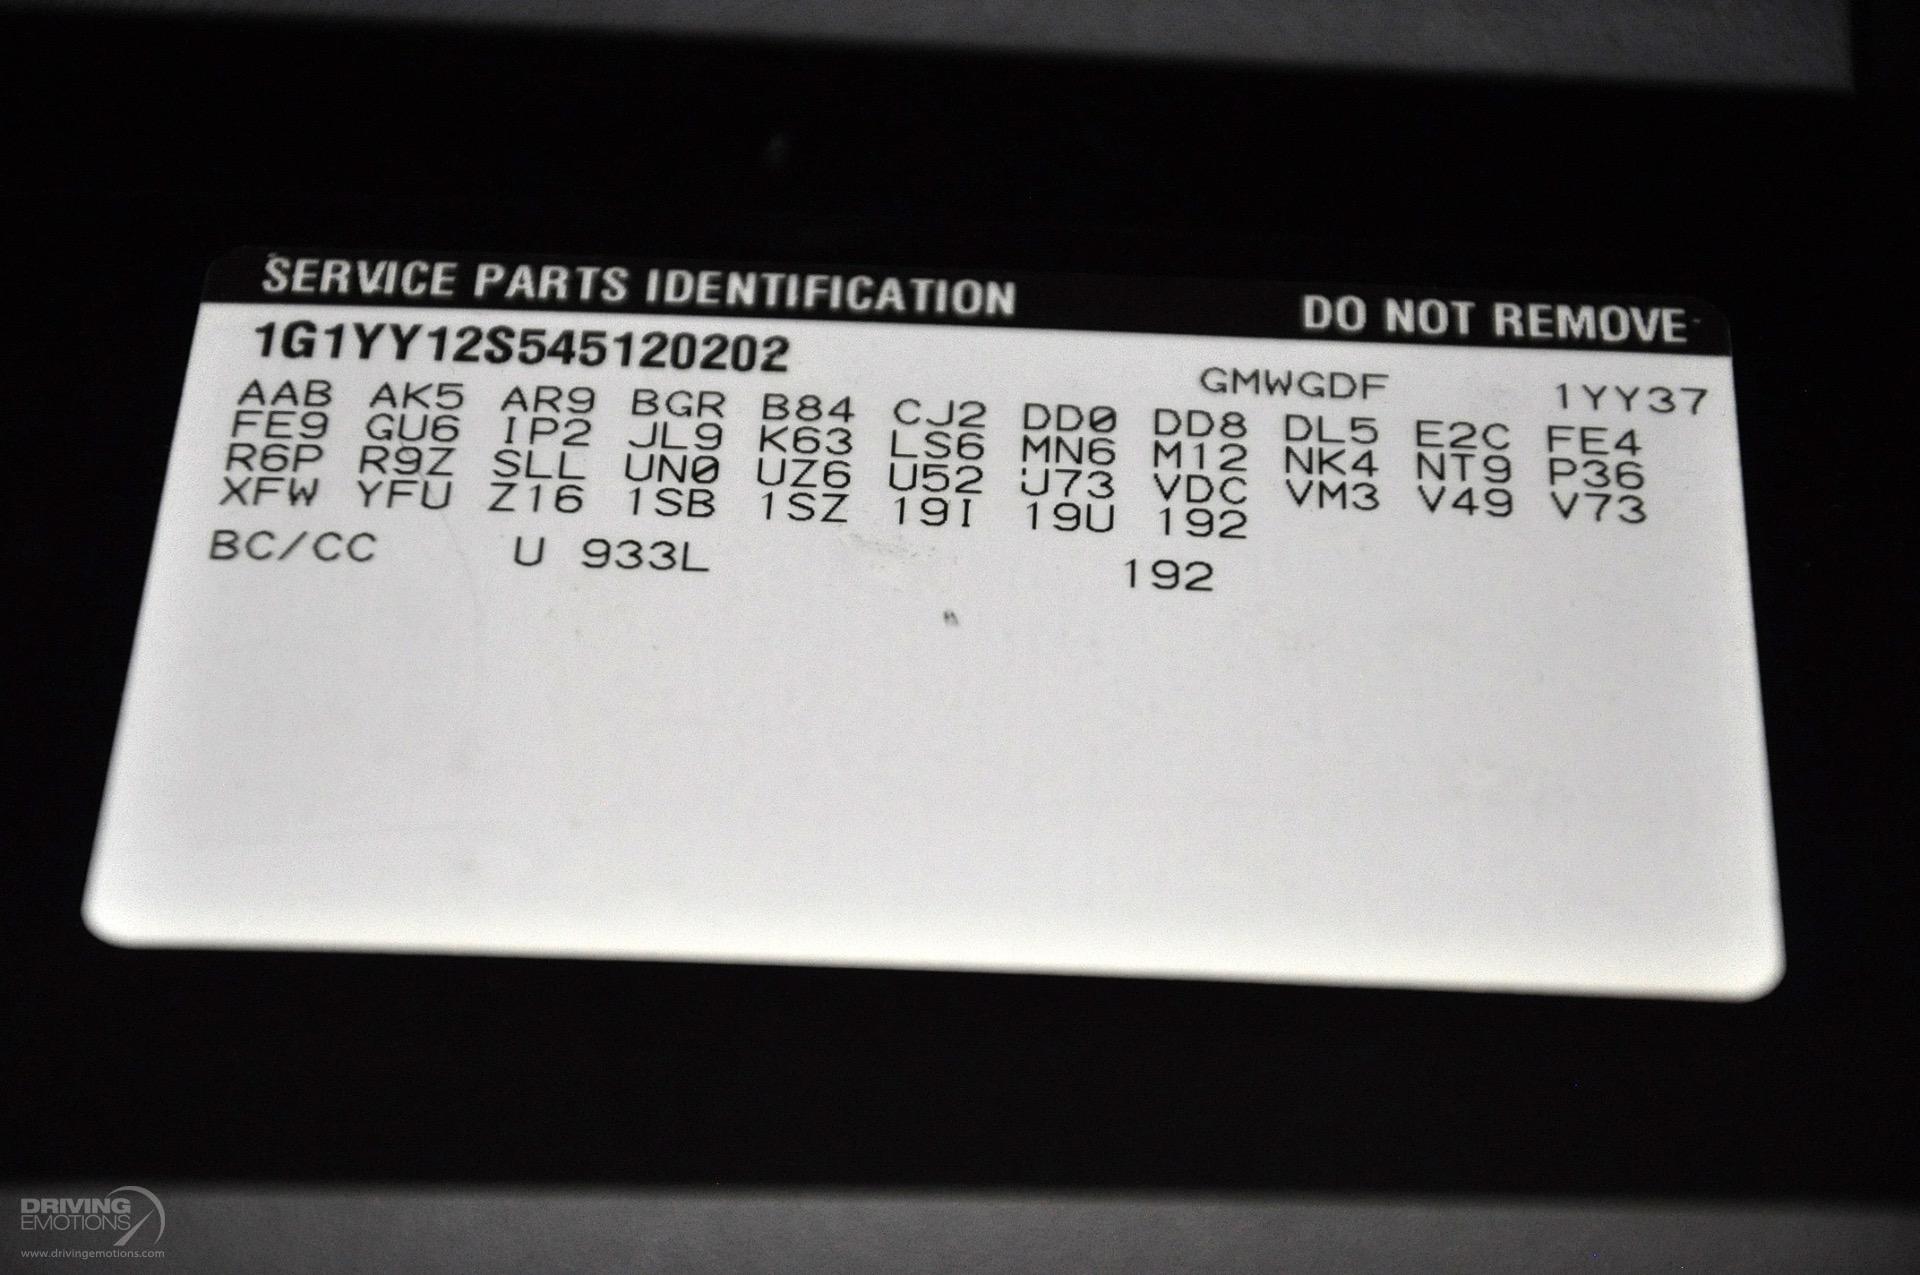 SERVICE PARTS IDENTIFICATION DO NOT REMOVE
1G1YY12S545120202
GMWGDF 1YY37
AAB AK5 AR9 BGR B84 CJ2 DD0 DD8 DL5 E2C FE4
FE9 GU6 IP2 JL9 K63 LS6 MN6 M12 NK4 NT9 P36
R6P R9Z SLL UN0 UZ6 U52 U73 VDC VM3 V49 V73
XFW YFU Z16 1SB 1SZ 19I 19U 192
BC/CC U 933L 192
DRIVING
EMOTIONS
www.drivingemotions.com